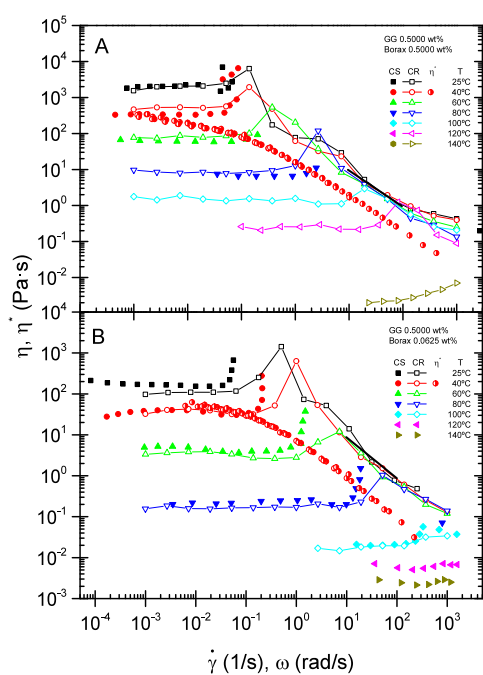 A
GG 0.5000 wt%
Borax 0.5000 wt%
CS CR η* T
25ºC
40ºC
60ºC
80ºC
100ºC
120ºC
140ºC
10⁵
10⁴
10³
10²
10¹
10⁰
10⁻¹
10⁻²
10⁴
η, η* (Pa·s)
B
GG 0.5000 wt%
Borax 0.0625 wt%
CS CR η* T
25ºC
40ºC
60ºC
80ºC
100ºC
120ºC
140ºC
10³
10²
10¹
10⁰
10⁻¹
10⁻²
10⁻³
10⁻⁴ 10⁻³ 10⁻² 10⁻¹ 10⁰ 10¹ 10² 10³
γ̇ (1/s), ω (rad/s)